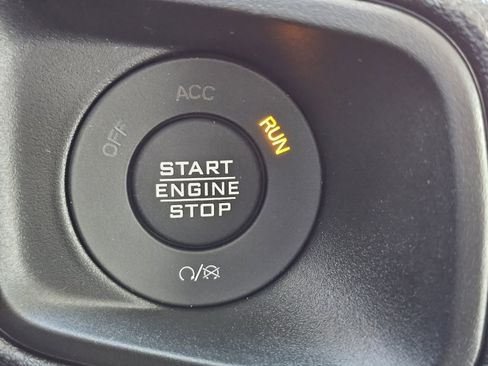 ACC
OFF
RUN
START
ENGINE
STOP